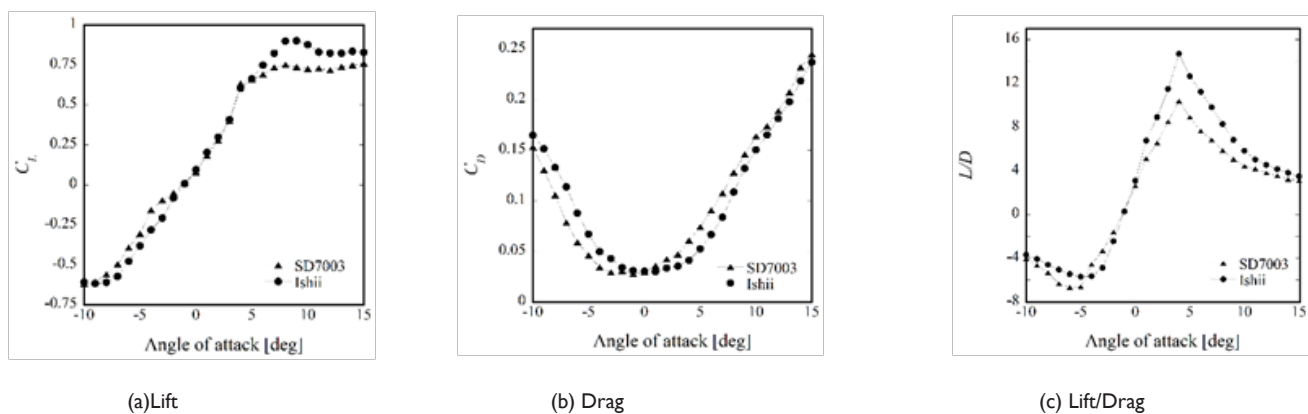 1
0.75
0.5
0.25
0
-0.25
-0.5
-0.75
C_L
-10 -5 0 5 10 15
Angle of attack [deg]
SD7003
Ishii
(a)Lift
0.25
0.2
0.15
0.1
0.05
0
C_D
-10 -5 0 5 10 15
Angle of attack [deg]
SD7003
Ishii
(b) Drag
16
12
8
4
0
-4
-8
L/D
-10 -5 0 5 10 15
Angle of attack [deg]
SD7003
Ishii
(c) Lift/Drag